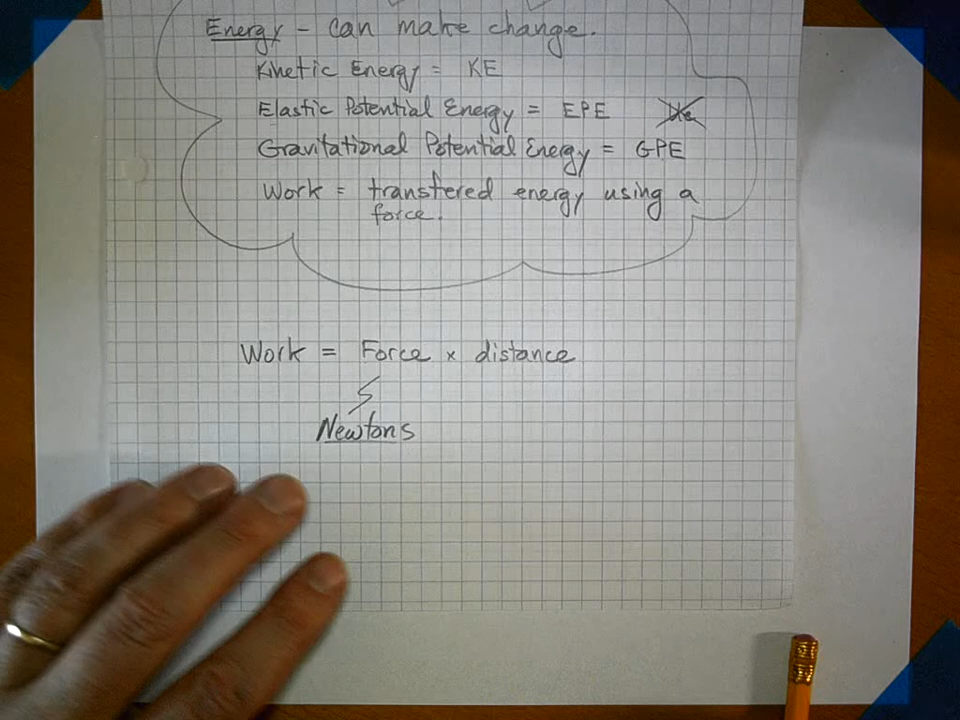 Energy - can make change.
Kinetic Energy = KE
Elastic Potential Energy = EPE
Gravitational Potential Energy = GPE
Work = transfered energy using a
force.
Work = Force × distance
Newtons